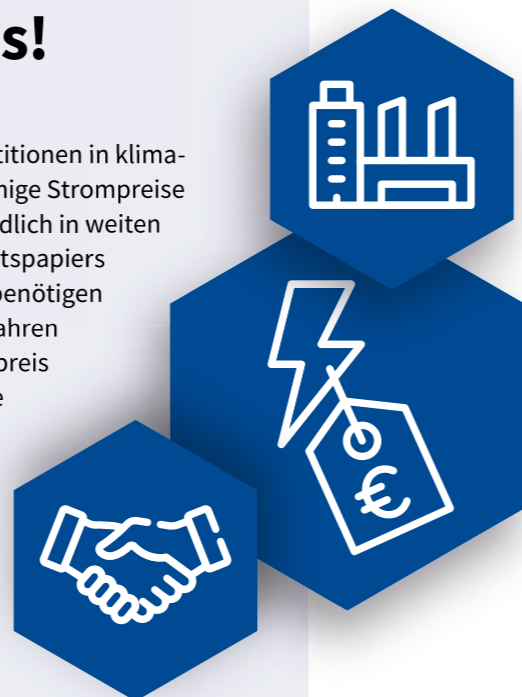 s!
titionen in klima-
nige Strompreise
dlich in weiten
tspapiers
benötigen
ahren
preis
e
€